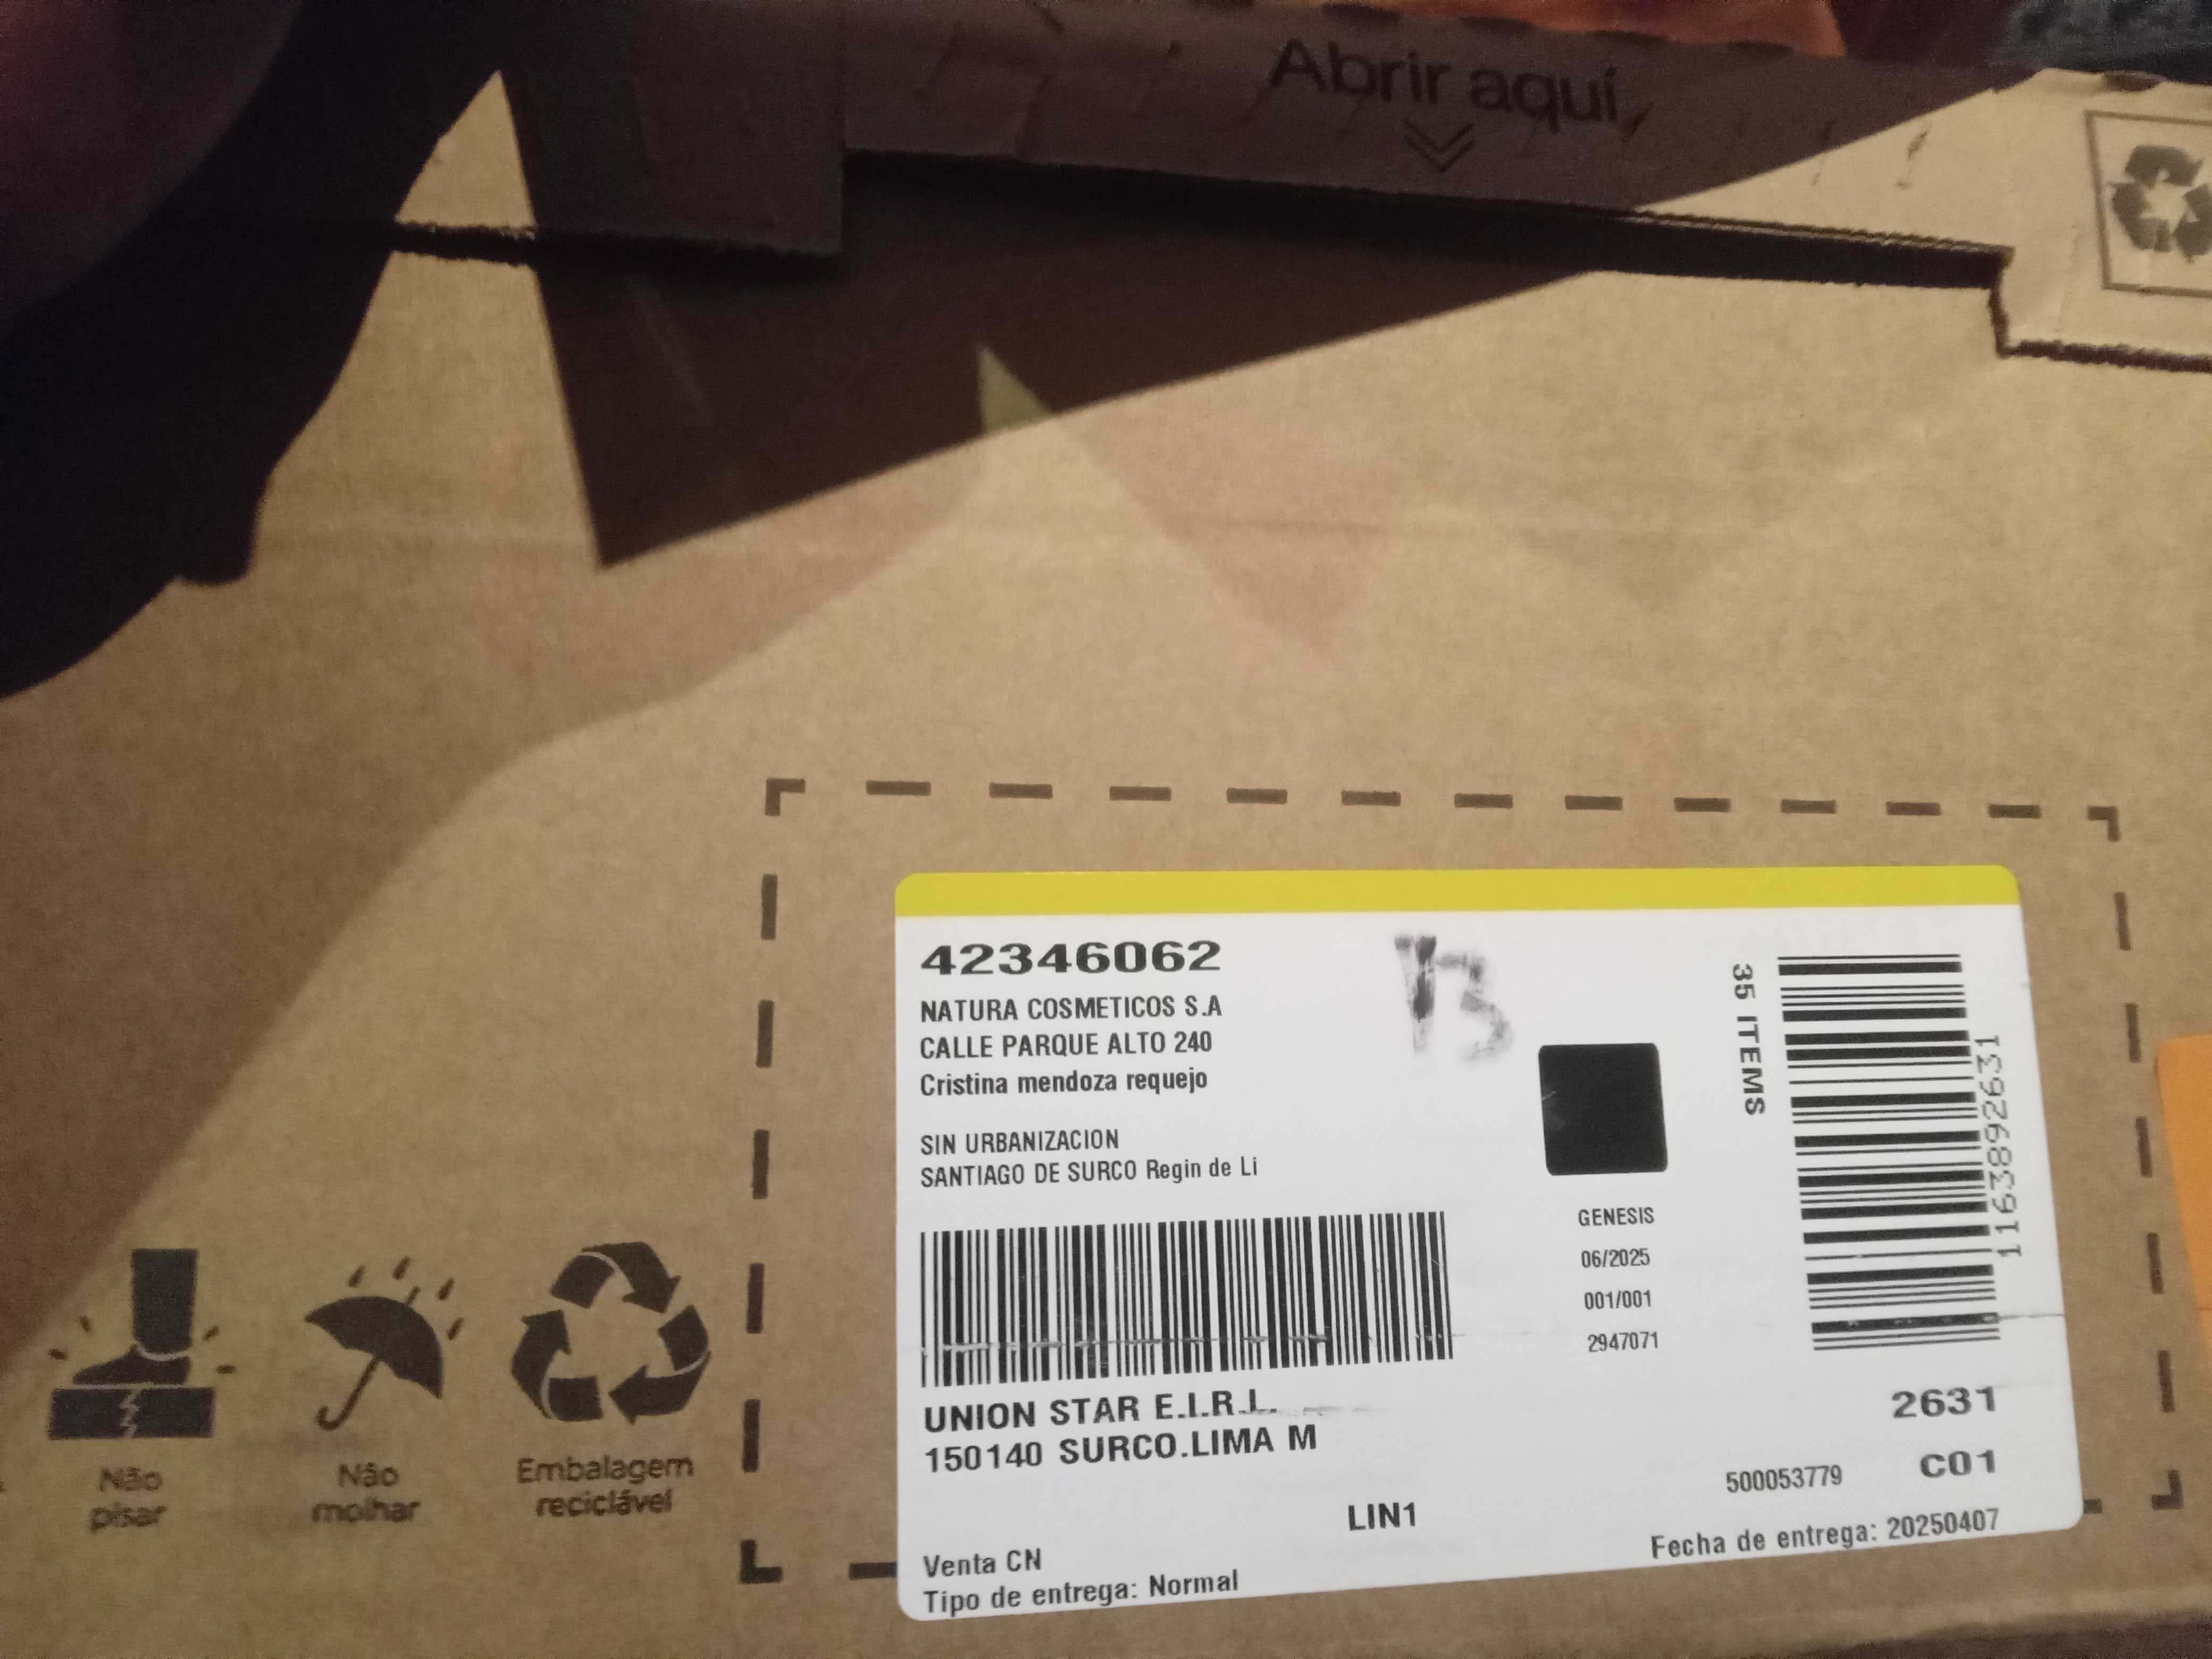 Abrir aquí
42346062
NATURA COSMETICOS S.A
CALLE PARQUE ALTO 240
Cristina mendoza requejo
SIN URBANIZACION
SANTIAGO DE SURCO Regin de Li
13
35 ITEMS
1163892631
GENESIS
06/2025
001/001
2947071
UNION STAR E.I.R.L.
150140 SURCO.LIMA M
2631
C01
500053779
LIN1
Fecha de entrega: 20250407
Venta CN
Tipo de entrega: Normal
Não
pisar
Não
molhar
Embalagem
reciclável